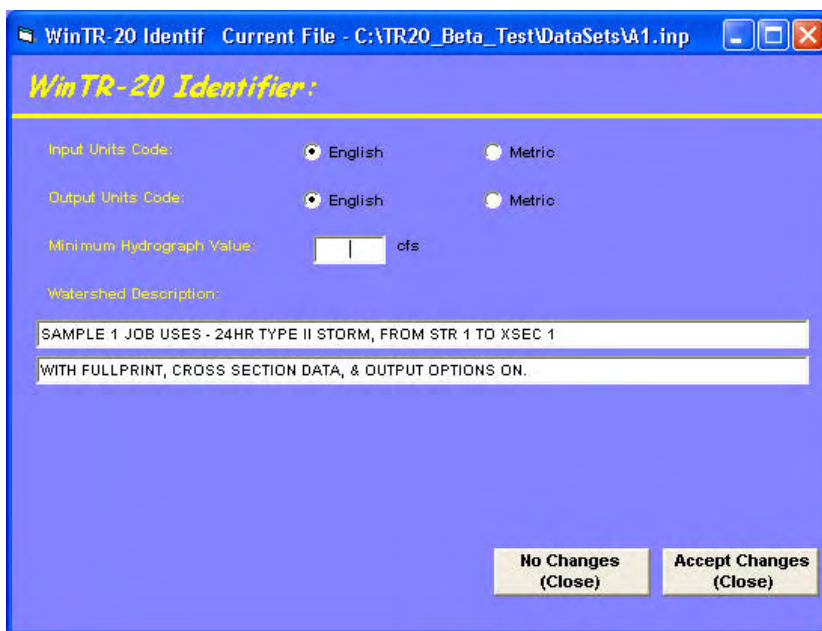 WinTR-20 Identif Current File - C:\TR20_Beta_Test\DataSets\A1.inp
WinTR-20 Identifier:
Input Units Code: English Metric
Output Units Code: English Metric
Minimum Hydrograph Value: cfs
Watershed Description:
SAMPLE 1 JOB USES - 24HR TYPE II STORM, FROM STR 1 TO XSEC 1
WITH FULLPRINT, CROSS SECTION DATA, & OUTPUT OPTIONS ON.
No Changes Accept Changes
(Close) (Close)